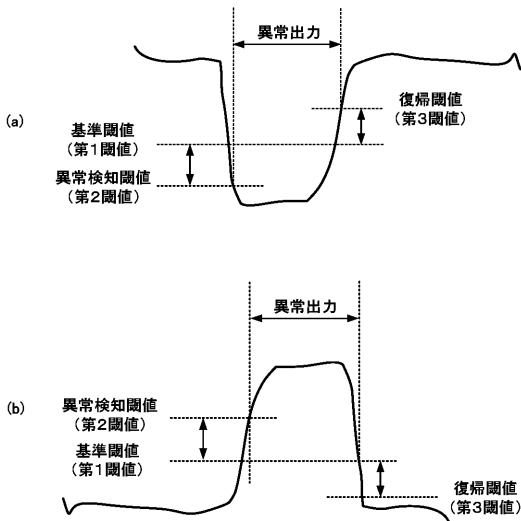 (a)
異常出力
基準閾値
(第1閾値)
異常検知閾値
(第2閾値)
復帰閾値
(第3閾値)
(b)
異常出力
異常検知閾値
(第2閾値)
基準閾値
(第1閾値)
復帰閾値
(第3閾値)